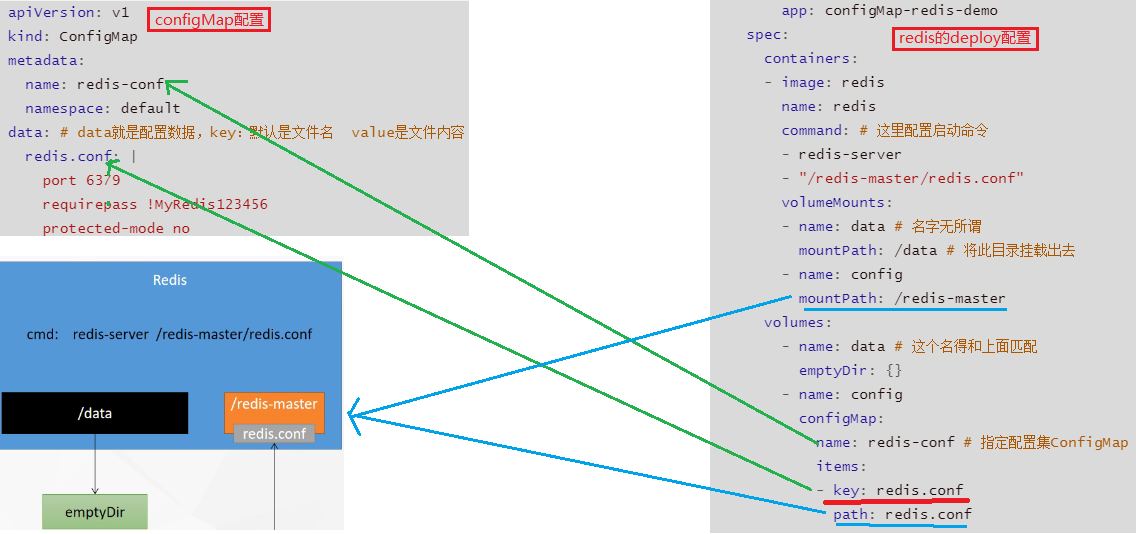 apiVersion: v1
configMap配置
kind: ConfigMap
metadata:
name: redis-conf
namespace: default
data: # data就是配置数据，key：默认是文件名 value是文件内容
redis.conf: |
port 6379
requirepass !MyRedis123456
protected-mode no
Redis
cmd: redis-server /redis-master/redis.conf
/data
/redis-master
redis.conf
emptyDir
app: configMap-redis-demo
spec:
redis的deploy配置
containers:
- image: redis
name: redis
command: # 这里配置启动命令
- redis-server
- "/redis-master/redis.conf"
volumeMounts:
- name: data # 名字无所谓
mountPath: /data # 将此目录挂载出去
- name: config
mountPath: /redis-master
volumes:
- name: data # 这个名得和上面匹配
emptyDir: {}
- name: config
configMap:
name: redis-conf # 指定配置集ConfigMap
items:
- key: redis.conf
path: redis.conf